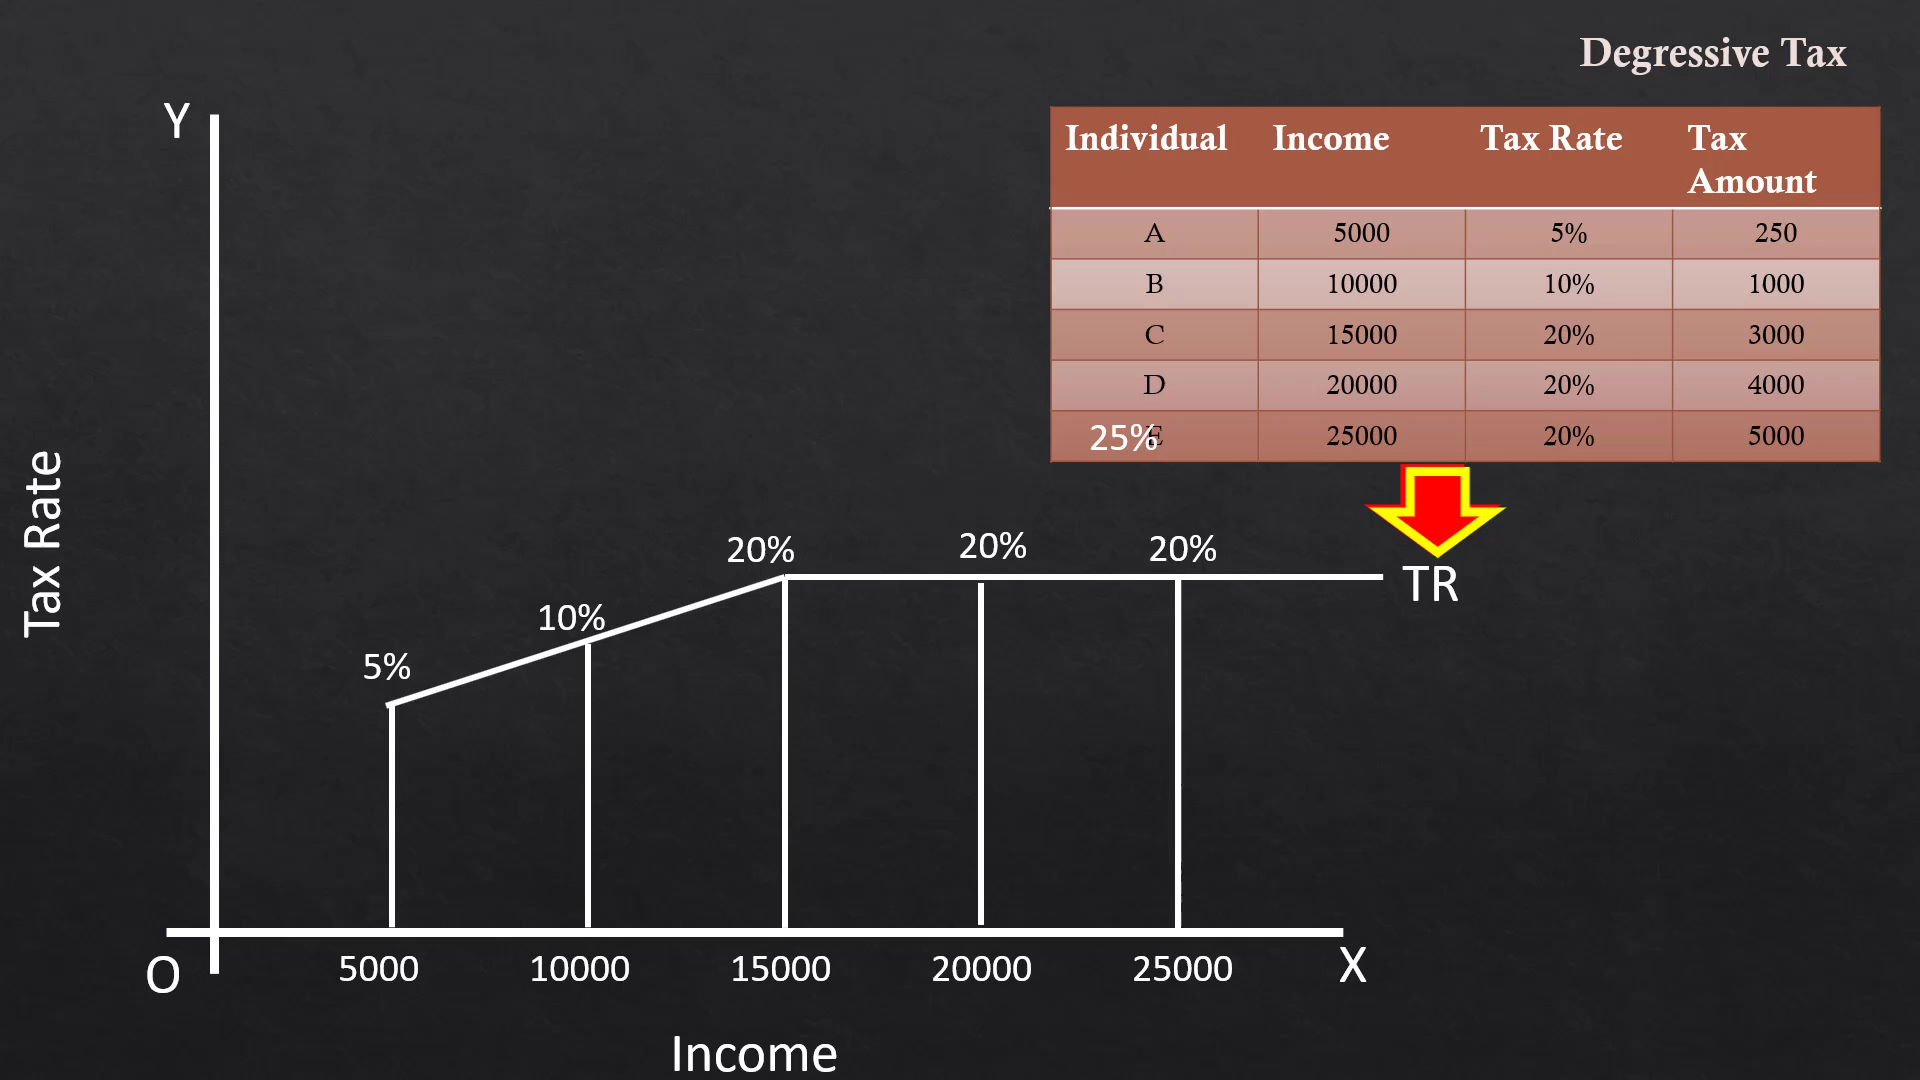 Degressive Tax
Y
Individual Income Tax Rate Tax Amount
A 5000 5% 250
B 10000 10% 1000
C 15000 20% 3000
D 20000 20% 4000
25% E 25000 20% 5000
Tax Rate
5%
10%
20%
20%
20%
TR
O 5000 10000 15000 20000 25000 X
Income